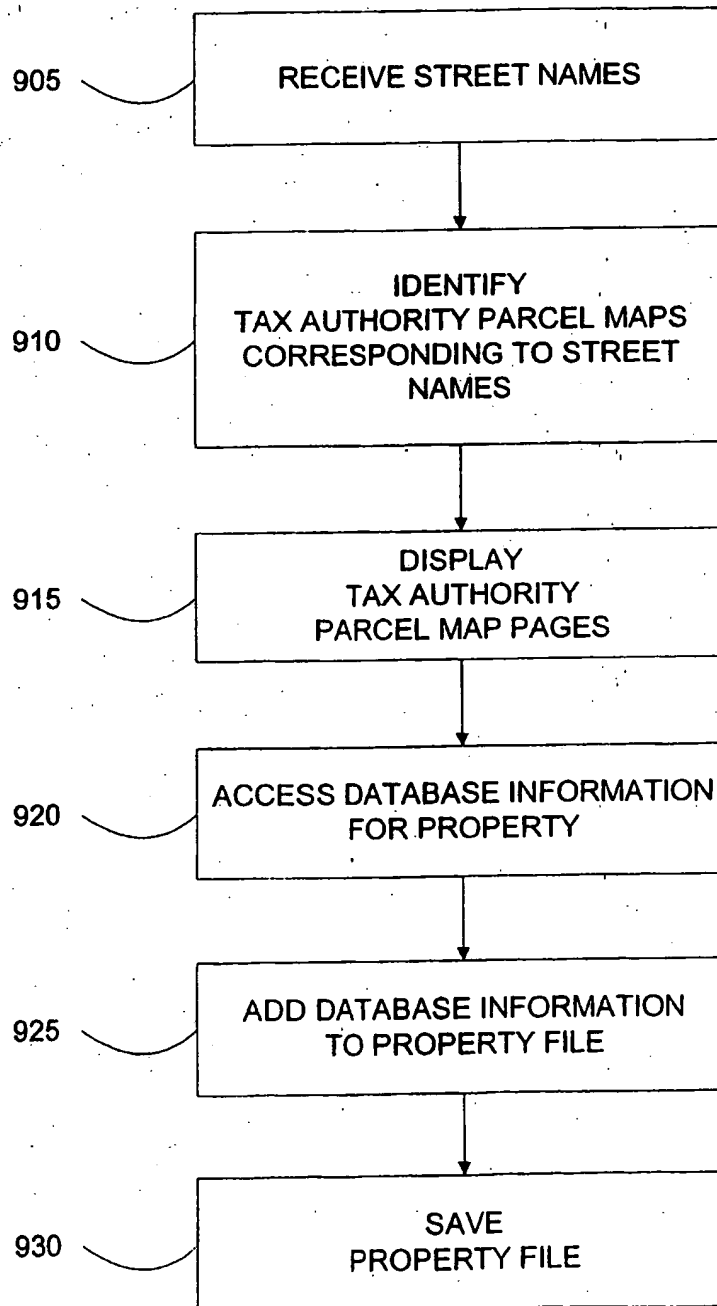 905
RECEIVE STREET NAMES
910
IDENTIFY
TAX AUTHORITY PARCEL MAPS
CORRESPONDING TO STREET
NAMES
915
DISPLAY
TAX AUTHORITY
PARCEL MAP PAGES
920
ACCESS DATABASE INFORMATION
FOR PROPERTY
925
ADD DATABASE INFORMATION
TO PROPERTY FILE
930
SAVE
PROPERTY FILE